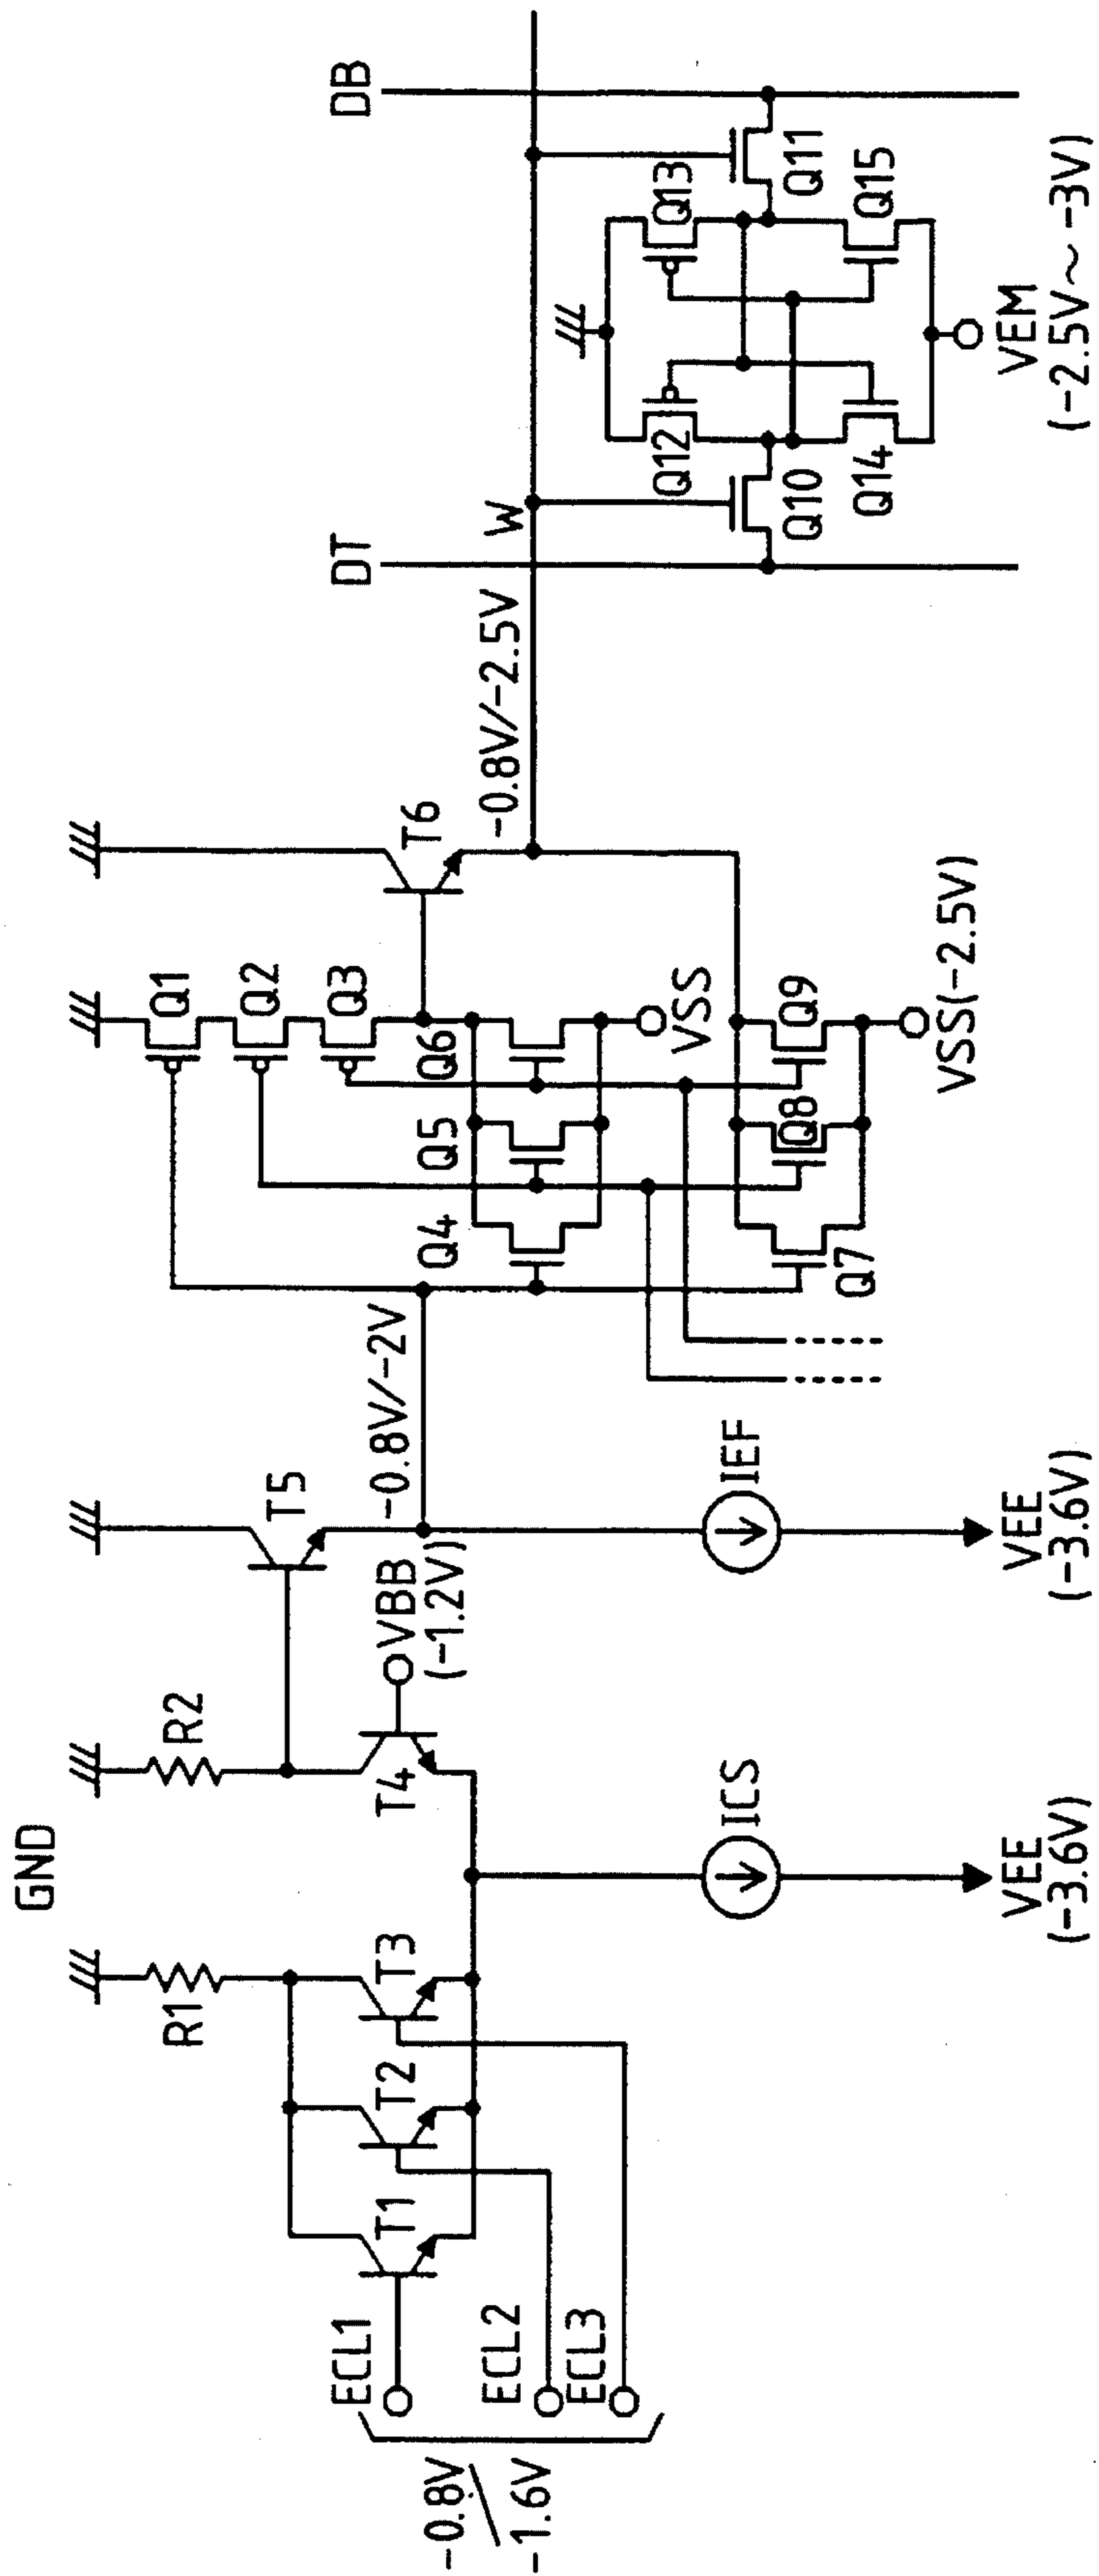 GND
R1
R2
T1
T2
T3
T4
T5
ECL1
ECL2
ECL3
-0.8V
-1.6V
ICS
VEE
(-3.6V)
VBB
(-1.2V)
-0.8V/-2V
IEF
VEE
(-3.6V)
Q1
Q2
Q3
Q4
Q5
Q6
VSS
Q7
Q8
Q9
VSS(-2.5V)
T6
-0.8V/-2.5V
W
DT
DB
Q10
Q11
Q12
Q13
Q14
Q15
VEM
(-2.5V~-3V)